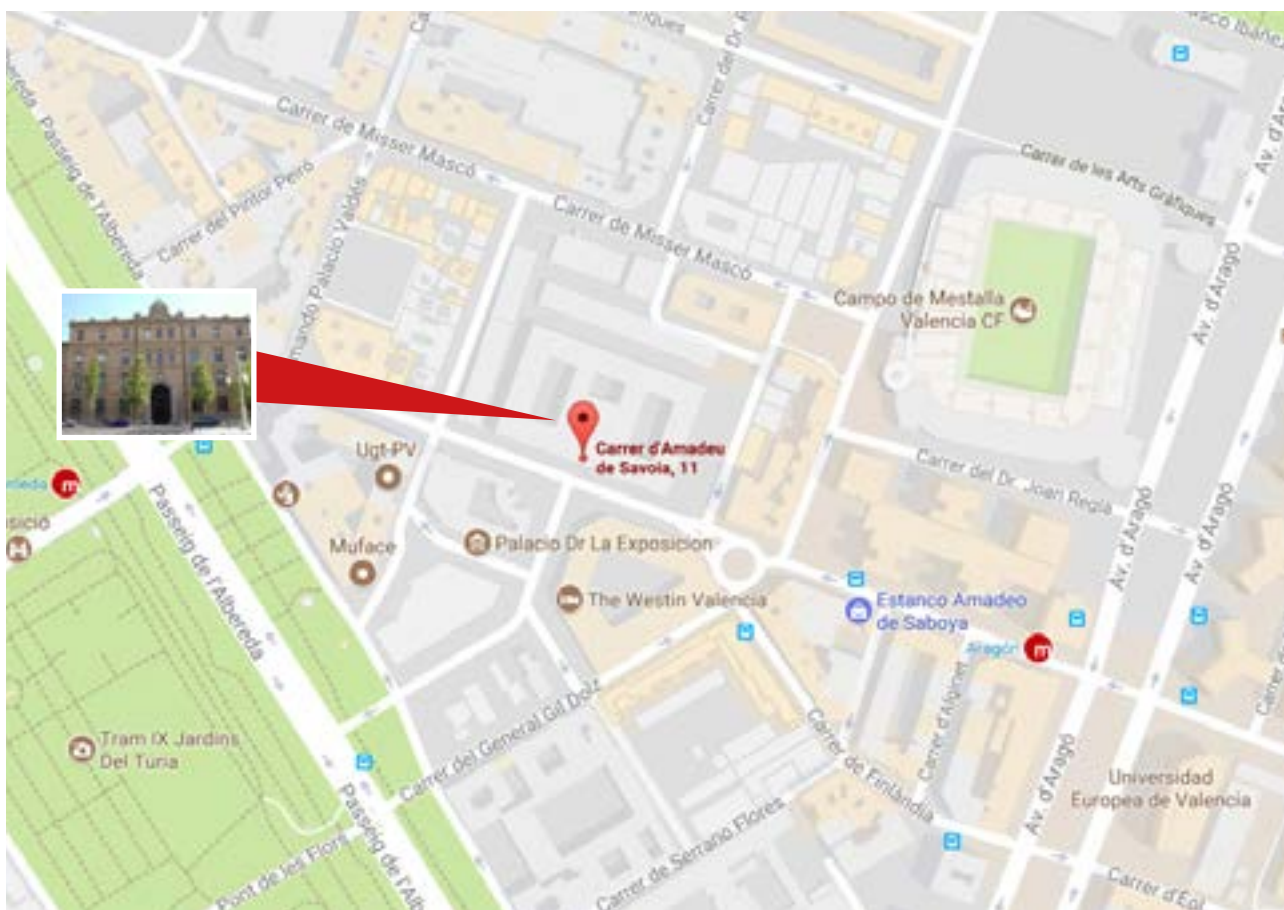 Carrer de Misser Mascó
Carrer del Pintor Peiró
Passeig de l'Albereda
Carrer de Misser Mascó
Carrer de les Arts Gràfiques
Av. d'Aragó
Campo de Mestalla
Valencia CF
Carrer d'Amadeu
de Savoia, 11
Ugt-PV
Muface
Palacio Dr La Exposicion
The Westin Valencia
Carrer del Dr. Joan Reglà
Av. d'Aragó
Av. d'Aragó
Estanco Amadeo
de Saboya
Aragón
m
m
Passeig de l'Albereda
Tram IX Jardins
Del Turia
Carrer del General Gil Dolz
Carrer d'Alginet
Carrer de Finlàndia
Av. d'Aragó
Universidad
Europea de Valencia
Carrer de Serrano Flores
Pont de les Flors